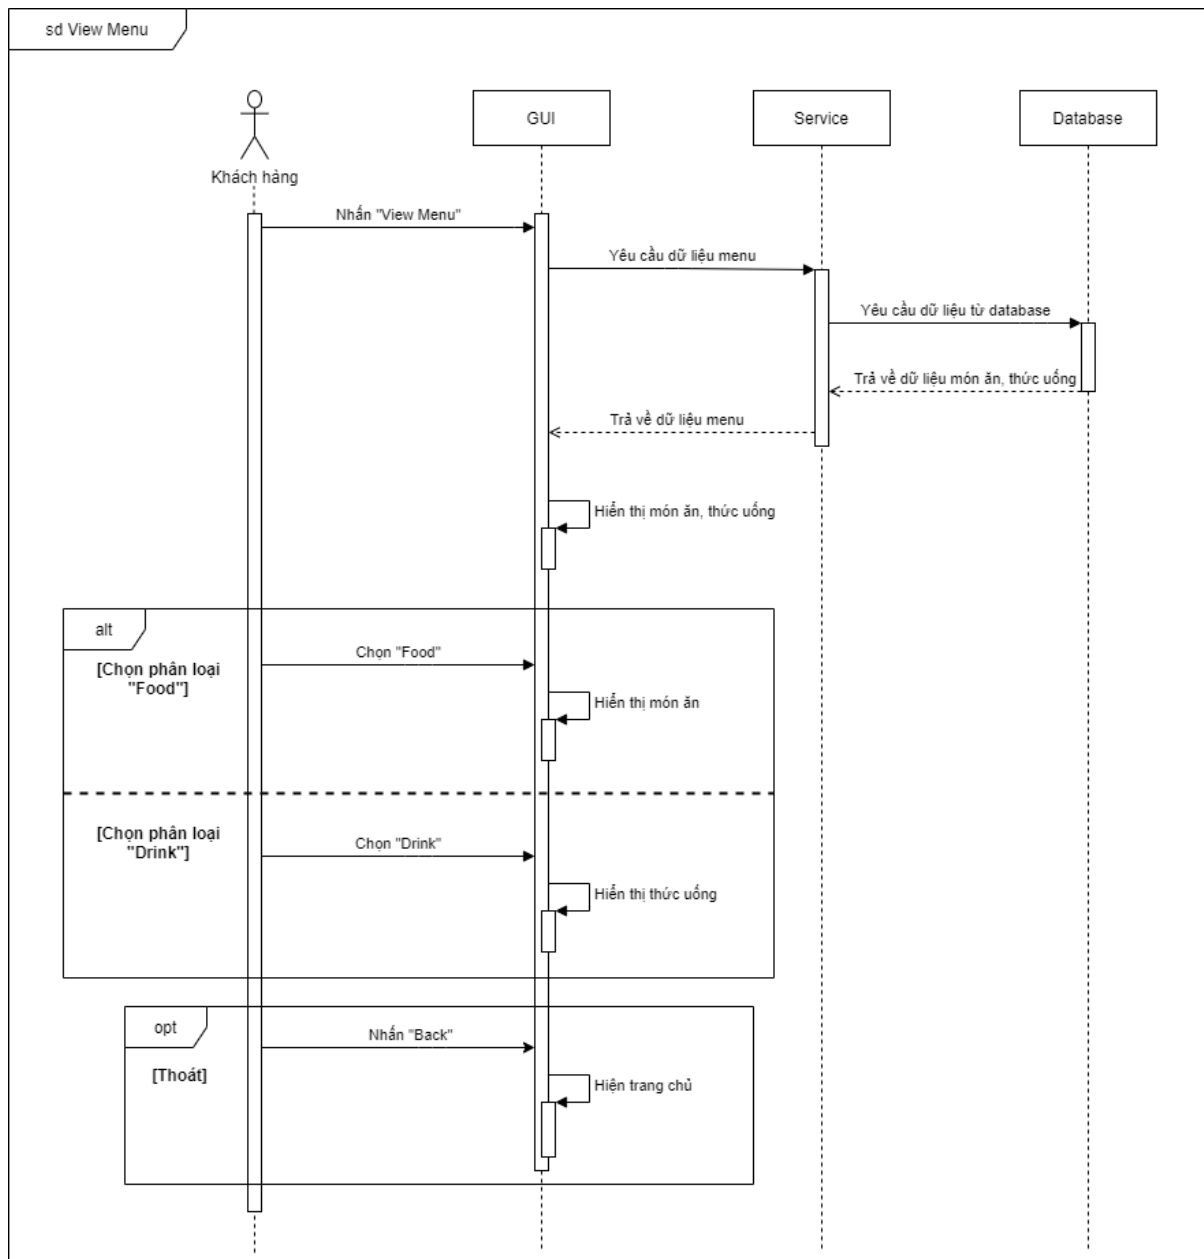 sd View Menu
Khách hàng
GUI
Service
Database
Nhấn "View Menu"
Yêu cầu dữ liệu menu
Yêu cầu dữ liệu từ database
Trả về dữ liệu món ăn, thức uống
Trả về dữ liệu menu
Hiển thị món ăn, thức uống
alt
[Chọn phân loại
"Food"]
Chọn "Food"
Hiển thị món ăn
[Chọn phân loại
"Drink"]
Chọn "Drink"
Hiển thị thức uống
opt
[Thoát]
Nhấn "Back"
Hiện trang chủ